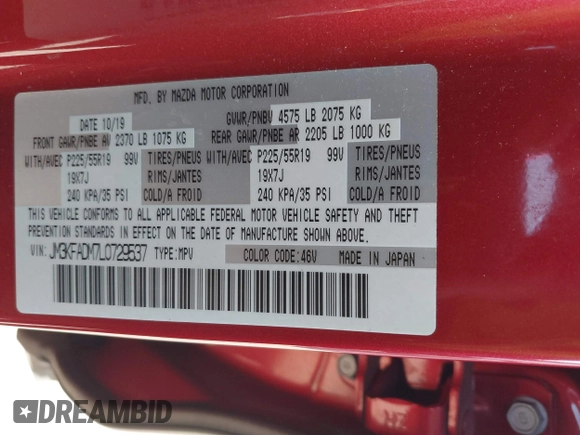 MFD. BY MAZDA MOTOR CORPORATION
DATE 10/19 GVWR/PNBV 4575 LB 2075 KG
FRONT GAWR/PNBE AV 2370 LB 1075 KG REAR GAWR/PNBE AR 2205 LB 1000 KG
WITH/AVEC P225/55R19 99V TIRES/PNEUS WITH/AVEC P225/55R19 99V TIRES/PNEUS
19X7J RIMS/JANTES 19X7J RIMS/JANTES
240 KPA/35 PSI COLD/A FROID 240 KPA/35 PSI COLD/A FROID
THIS VEHICLE CONFORMS TO ALL APPLICABLE FEDERAL MOTOR VEHICLE SAFETY AND THEFT
PREVENTION STANDARDS IN EFFECT ON THE DATE OF MANUFACTURE SHOWN ABOVE.
VIN: JM3KFADM7L0729537 TYPE:MPV COLOR CODE:46V MADE IN JAPAN
DREAMBID